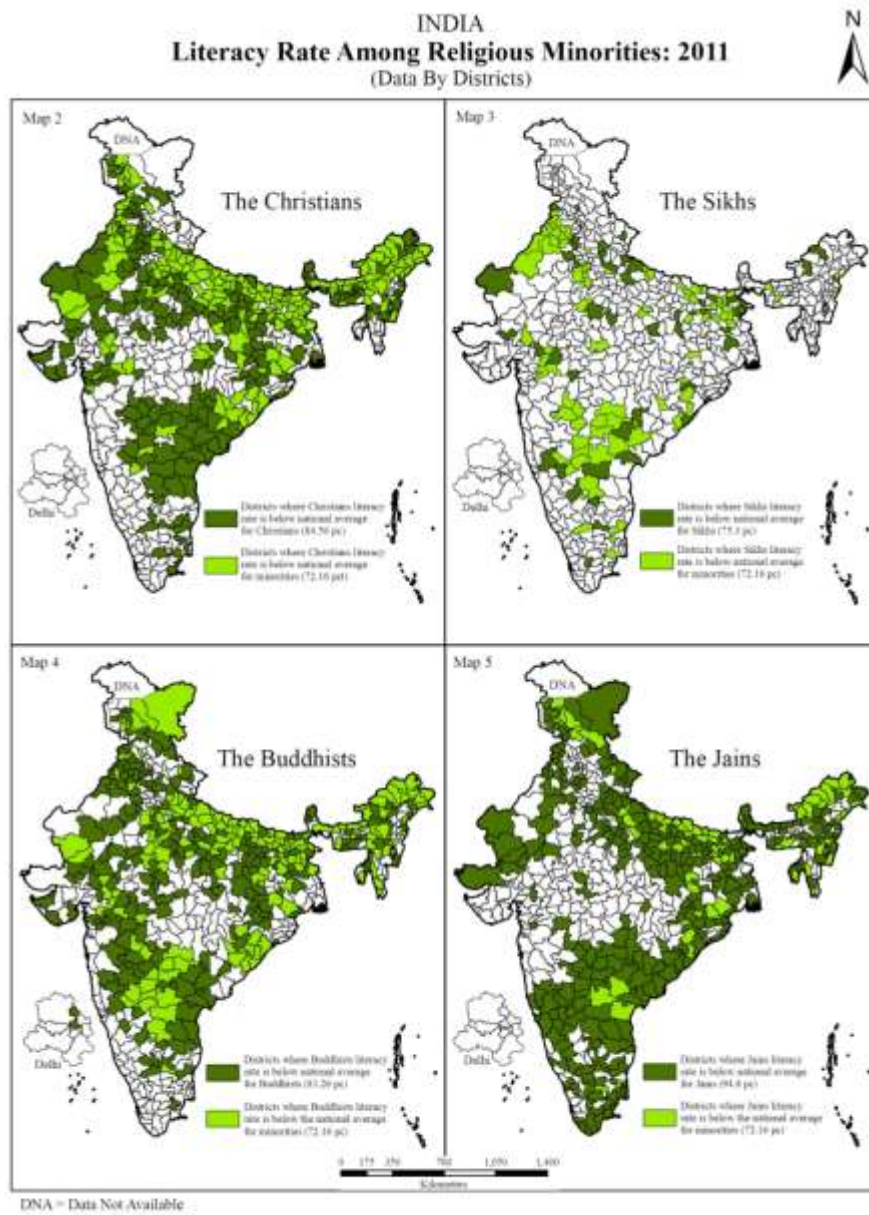 INDIA
N
Literacy Rate Among Religious Minorities: 2011
(Data By Districts)
Map 2
DNA
The Christians
Delhi
Districts where Christians literacy
rate is below national average
for Christians (84.50 pc)
Districts where Christians literacy
rate is below national average
for minorities (72.16 pct)
Map 3
DNA
The Sikhs
Delhi
Districts where Sikhs literacy
rate is below national average
for Sikhs (75.3 pc)
Districts where Sikhs literacy
rate is below national average
for minorities (72.16 pc)
Map 4
DNA
The Buddhists
Delhi
Districts where Buddhists literacy
rate is below national average
for Buddhists (81.26 pc)
Districts where Buddhists literacy
rate is below the national average
for minorities (72.16 pc)
Map 5
DNA
The Jains
Delhi
Districts where Jains literacy
rate is below national average
for Jains (94.8 pc)
Districts where Jains literacy
rate is below national average
for minorities (72.16 pc)
0 175 350 700 1,050 1,400
Kilometers
DNA = Data Not Available